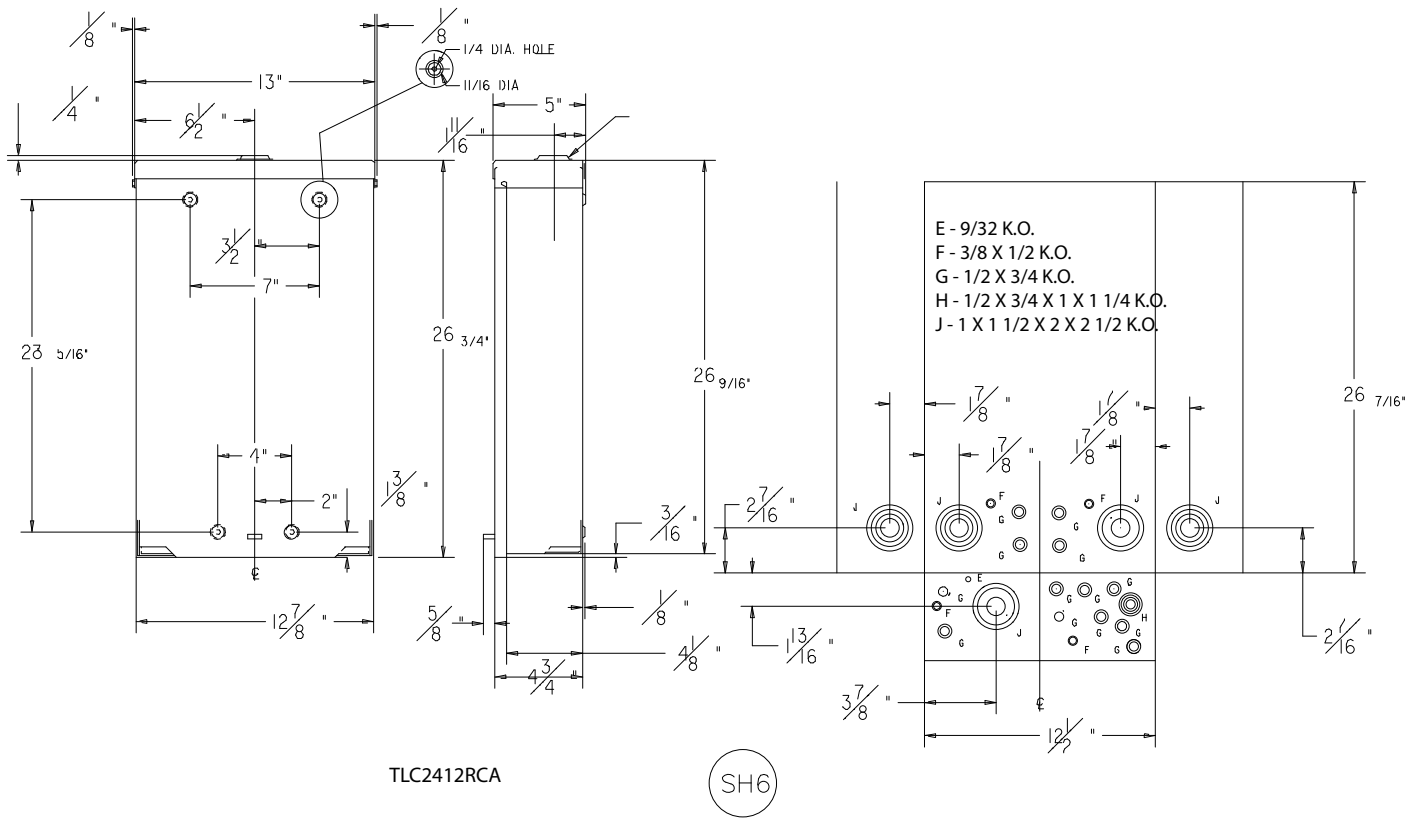 1/8 "
1/8 "
1/4 DIA. HOLE
11/16 DIA
13"
5"
1/4 "
6 1/2 "
1 11/16 "
3 1/2 "
7"
23 5/16"
26 3/4"
26 9/16"
4"
2"
1 3/8 "
3/16 "
℄
12 7/8 "
5/8 "
1/8 "
4 1/8 "
4 3/4 "
E - 9/32 K.O.
F - 3/8 X 1/2 K.O.
G - 1/2 X 3/4 K.O.
H - 1/2 X 3/4 X 1 X 1 1/4 K.O.
J - 1 X 1 1/2 X 2 X 2 1/2 K.O.
26 7/16"
1 7/8 "
1 7/8 "
1 7/8 "
1 7/8 "
2 7/16 "
J J F G G F J J
G G
E G G G G
F G G H
G J F G G
1 13/16 "
2 7/16 "
3 7/8 "
℄
12 1/2 "
TLC2412RCA
SH6